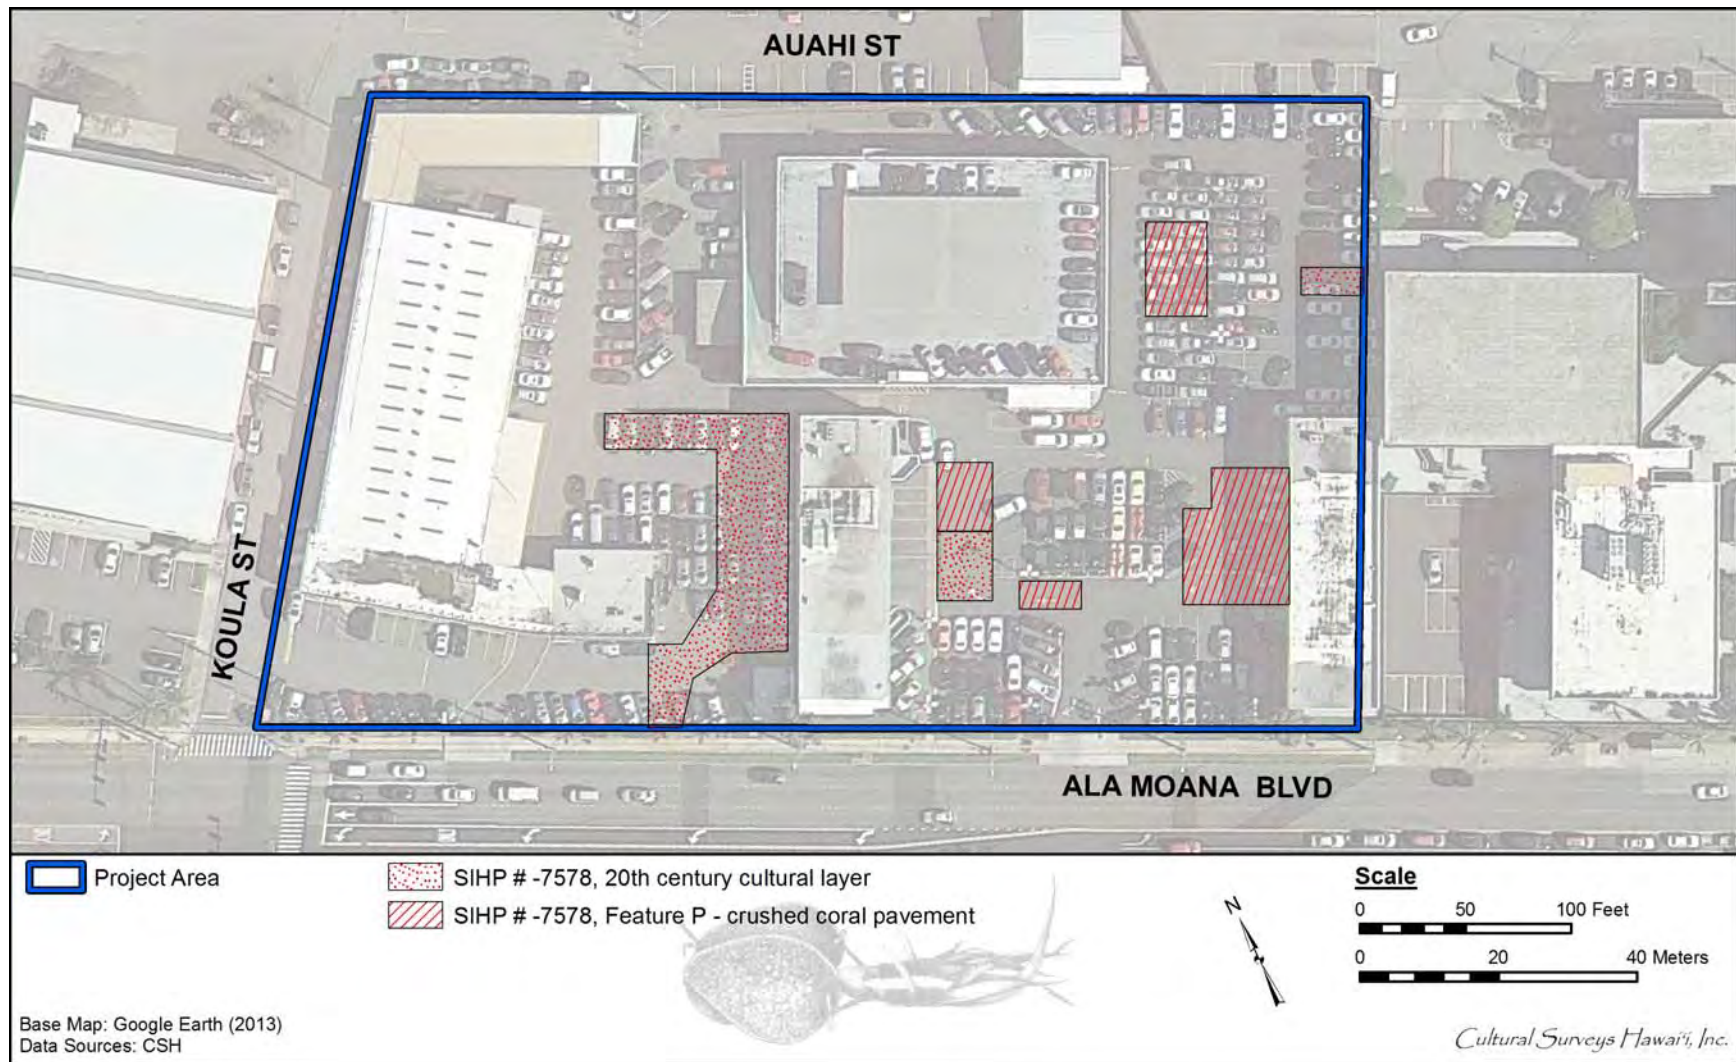 AUAHI ST
KOULA ST
ALA MOANA BLVD
Project Area
SIHP # -7578, 20th century cultural layer
SIHP # -7578, Feature P - crushed coral pavement
N
Scale
0 50 100 Feet
0 20 40 Meters
Base Map: Google Earth (2013)
Data Sources: CSH
Cultural Surveys Hawai'i, Inc.